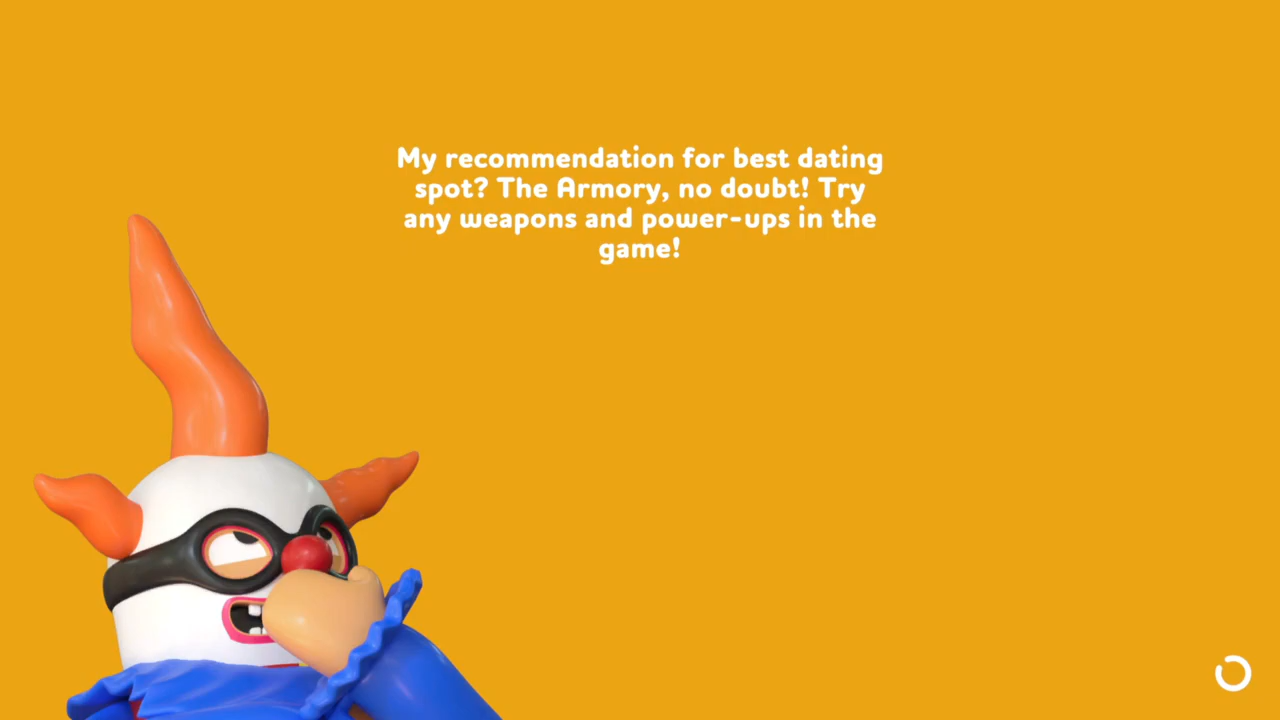 My recommendation for best dating
spot? The Armory, no doubt! Try
any weapons and power-ups in the
game!